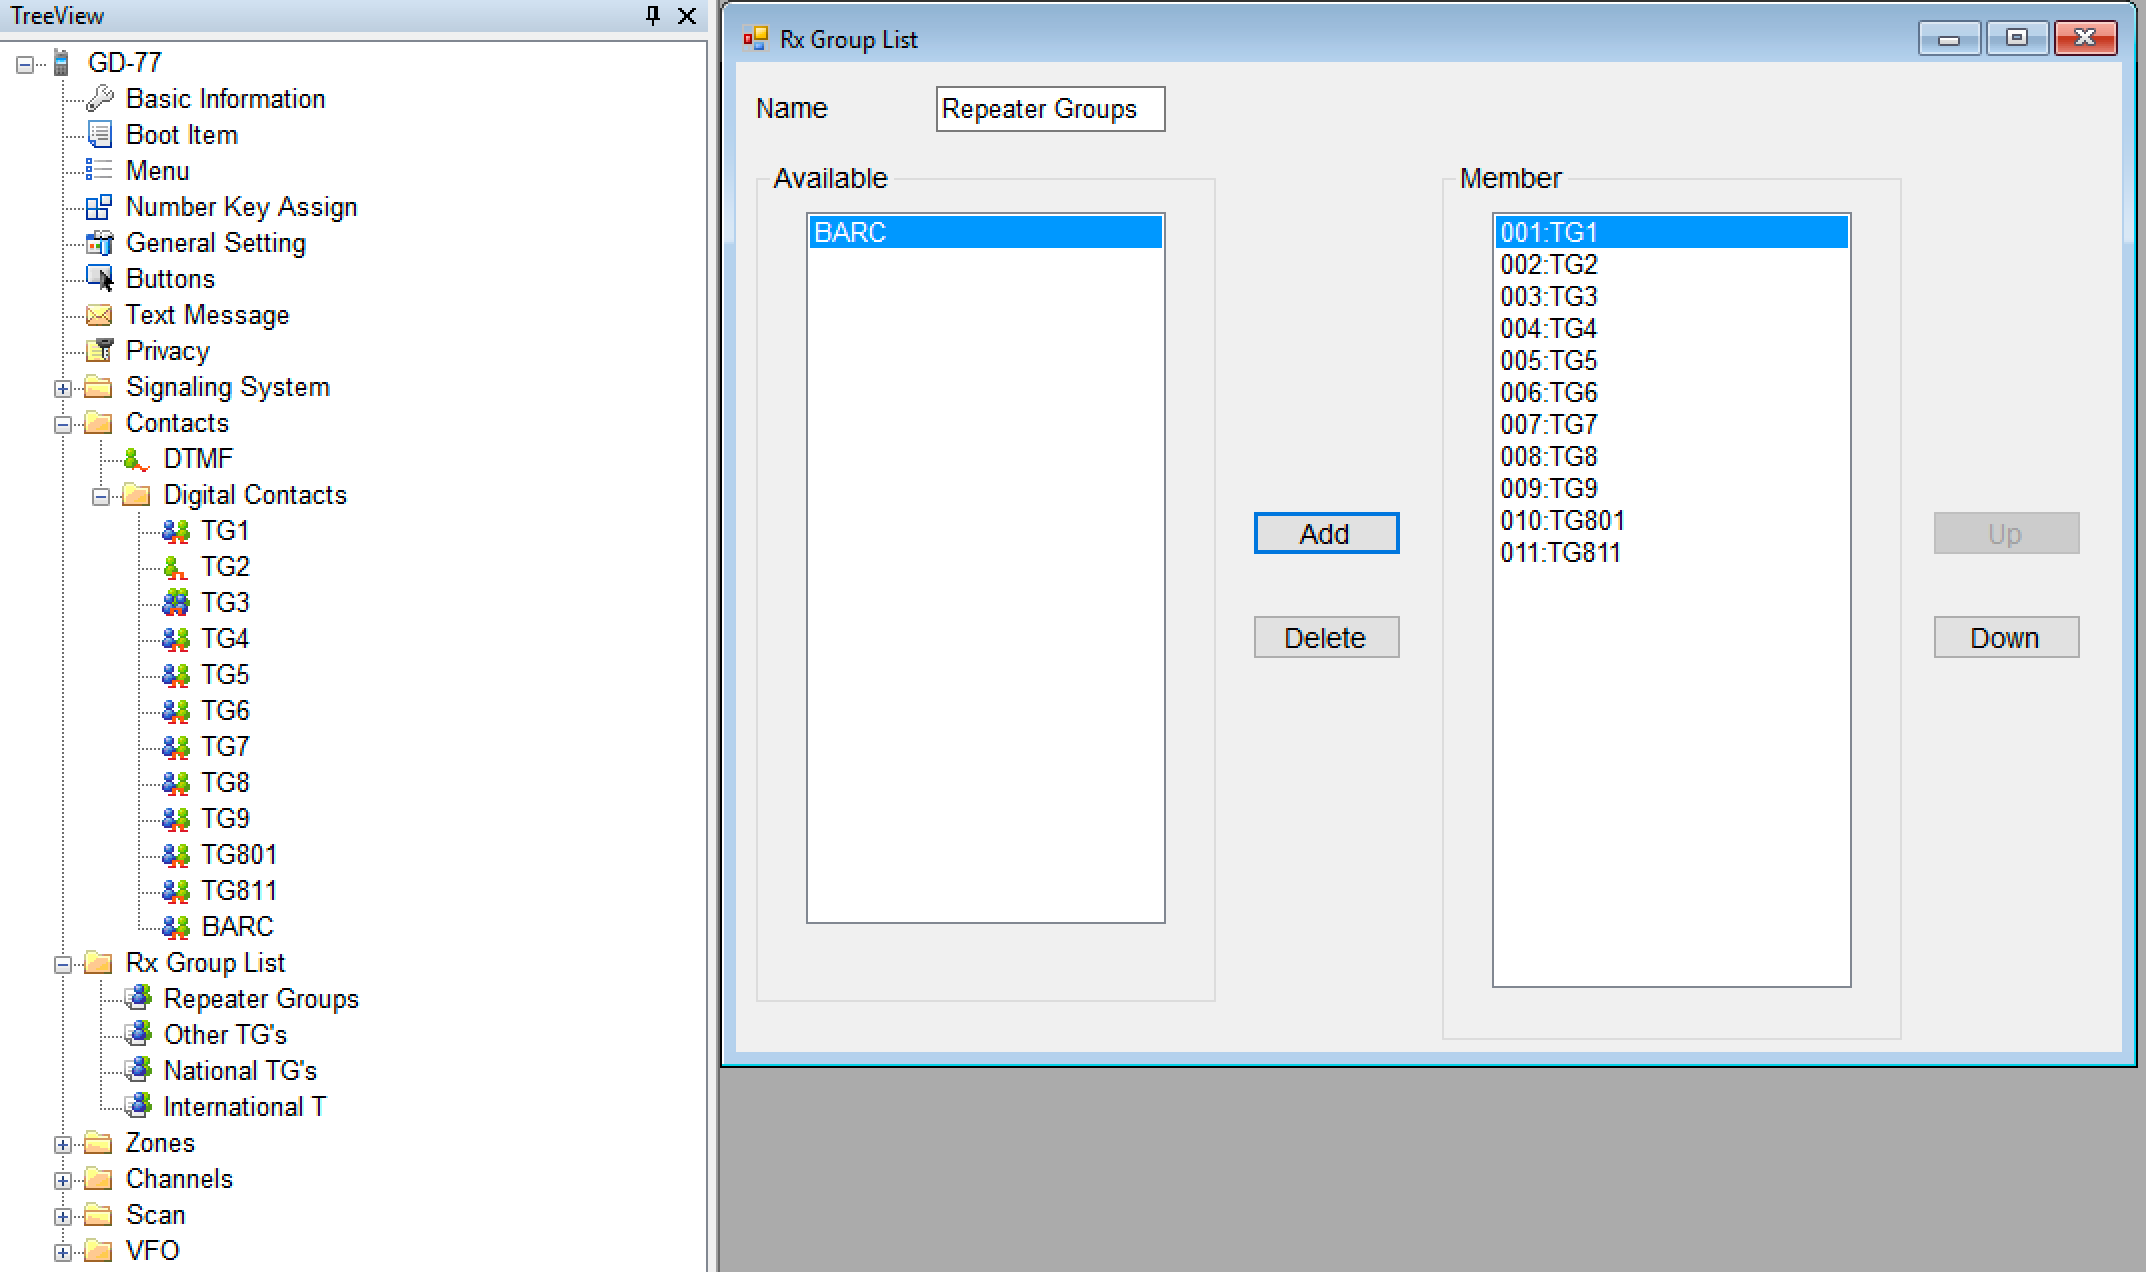 TreeView
GD-77
Basic Information
Boot Item
Menu
Number Key Assign
General Setting
Buttons
Text Message
Privacy
Signaling System
Contacts
DTMF
Digital Contacts
TG1
TG2
TG3
TG4
TG5
TG6
TG7
TG8
TG9
TG801
TG811
BARC
Rx Group List
Repeater Groups
Other TG's
National TG's
International T
Zones
Channels
Scan
VFO
Rx Group List
Name
Repeater Groups
Available
BARC
Add
Delete
Member
001:TG1
002:TG2
003:TG3
004:TG4
005:TG5
006:TG6
007:TG7
008:TG8
009:TG9
010:TG801
011:TG811
Up
Down